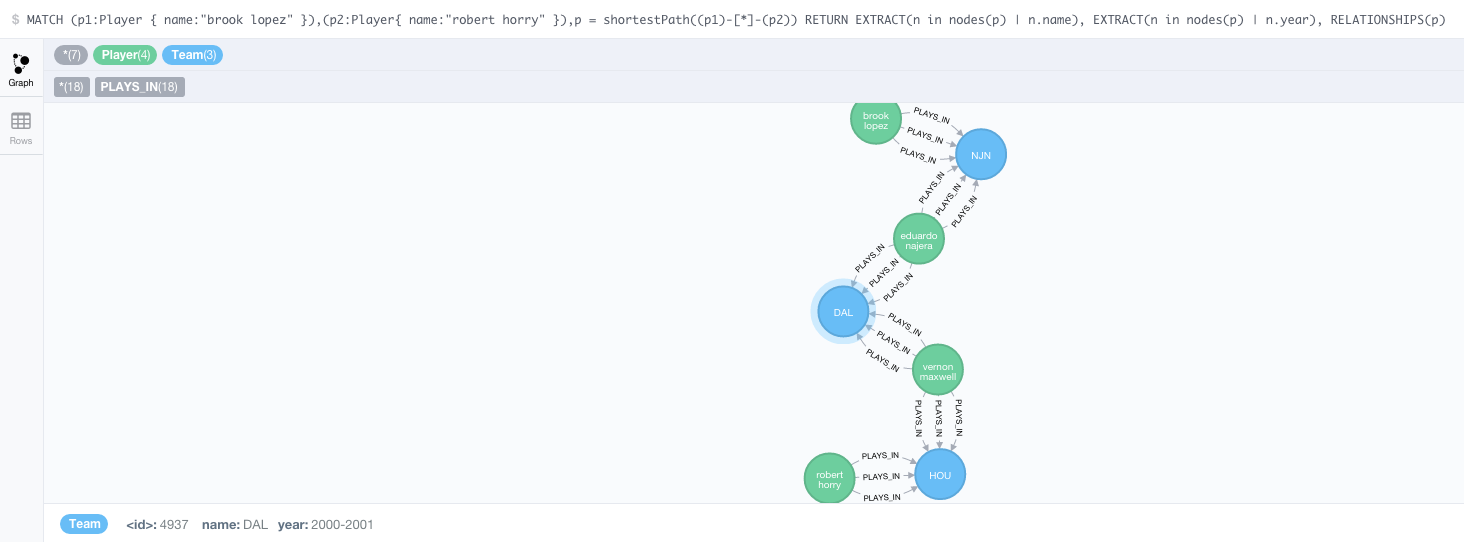 $ MATCH (p1:Player { name:"brook lopez" }),(p2:Player{ name:"robert horry" }),p = shortestPath((p1)-[*]-(p2)) RETURN EXTRACT(n in nodes(p) | n.name), EXTRACT(n in nodes(p) | n.year), RELATIONSHIPS(p)
Graph
Rows
*(7) Player(4) Team(3)
*(18) PLAYS_IN(18)
brook
lopez
PLAYS_IN
PLAYS_IN
PLAYS_IN
NJN
PLAYS_IN
PLAYS_IN
PLAYS_IN
eduardo
najera
PLAYS_IN
PLAYS_IN
PLAYS_IN
DAL
PLAYS_IN
PLAYS_IN
PLAYS_IN
vernon
maxwell
PLAYS_IN
PLAYS_IN
PLAYS_IN
robert
horry
PLAYS_IN
PLAYS_IN
PLAYS_IN
HOU
Team <id>: 4937 name: DAL year: 2000-2001